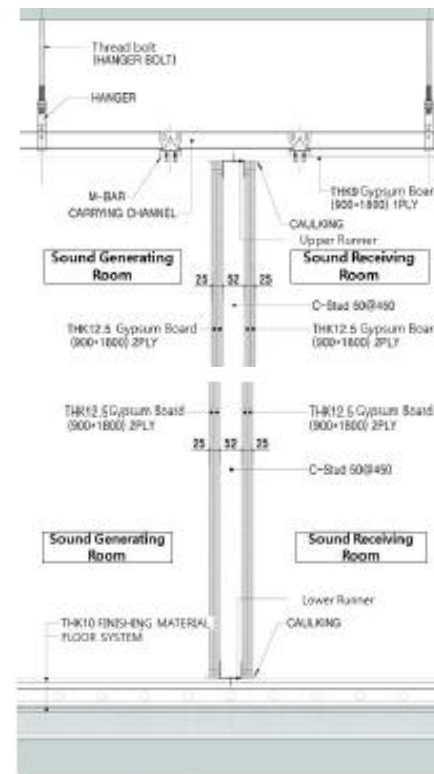 Thread bolt
(HANGER BOLT)
HANGER
M-BAR
CARRYING CHANNEL
THK9 Gypsum Boar
(900*1800) 1PLY
CAULKING
Upper Runner
Sound Generating
Room
Sound Receiving
Room
25 52 25
C-Stud 50@450
THK12.5 Gypsum Board
(900*1800) 2PLY
THK12.5 Gypsum Boar
(900*1800) 2PLY
THK12.5 Gypsum Board
(900*1800) 2PLY
THK12.5 Gypsum Boar
(900*1800) 2PLY
25 52 25
C-Stud 50@450
Sound Generating
Room
Sound Receiving
Room
Lower Runner
THK10 FINISHING MATERIAL
FLOOR SYSTEM
CAULKING